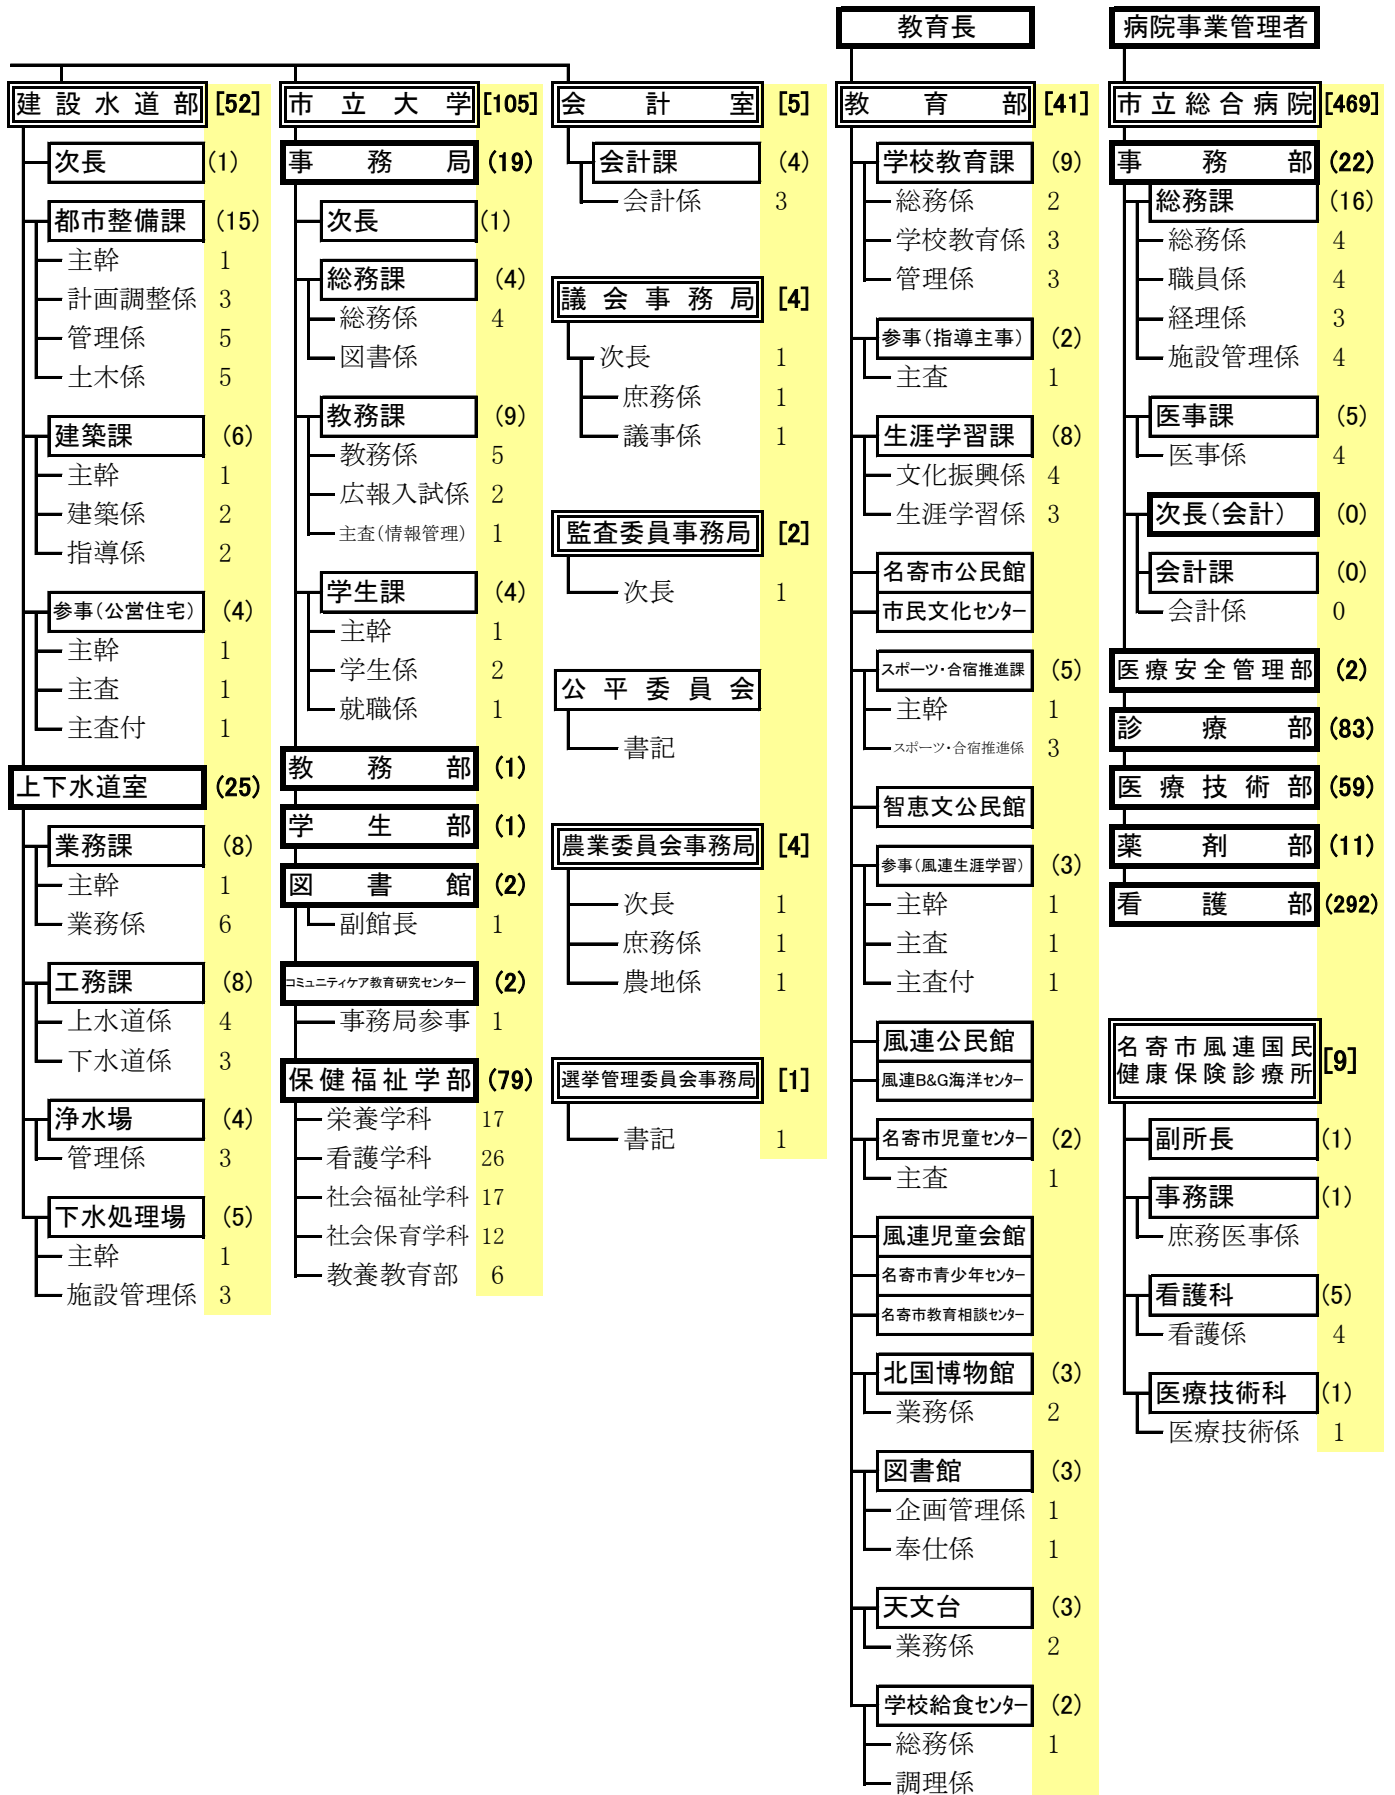 建設水道部 [52]
次長 (1)
都市整備課 (15)
主幹 1
計画調整係 3
管理係 5
土木係 5
建築課 (6)
主幹 1
建築係 2
指導係 2
参事(公営住宅) (4)
主幹 1
主査 1
主査付 1
上下水道室 (25)
業務課 (8)
主幹 1
業務係 6
工務課 (8)
上水道係 4
下水道係 3
浄水場 (4)
管理係 3
下水処理場 (5)
主幹 1
施設管理係 3
市立大学 [105]
事務局 (19)
次長 (1)
総務課 (4)
総務係 4
図書係
教務課 (9)
教務係 5
広報入試係 2
主査(情報管理) 1
学生課 (4)
主幹 1
学生係 2
就職係 1
教務部 (1)
学生部 (1)
図書館 (2)
副館長 1
コミュニティケア教育研究センター (2)
事務局参事 1
保健福祉学部 (79)
栄養学科 17
看護学科 26
社会福祉学科 17
社会保育学科 12
教養教育部 6
会計室 [5]
会計課 (4)
会計係 3
議会事務局 [4]
次長 1
庶務係 1
議事係 1
監査委員事務局 [2]
次長 1
公平委員会
書記
農業委員会事務局 [4]
次長 1
庶務係 1
農地係 1
選挙管理委員会事務局 [1]
書記 1
教育長
教育部 [41]
学校教育課 (9)
総務係 2
学校教育係 3
管理係 3
参事(指導主事) (2)
主査 1
生涯学習課 (8)
文化振興係 4
生涯学習係 3
名寄市公民館
市民文化センター
スポーツ・合宿推進課 (5)
主幹 1
スポーツ・合宿推進係 3
智恵文公民館
参事(風連生涯学習) (3)
主幹 1
主査 1
主査付 1
風連公民館
風連B&G海洋センター
名寄市児童センター (2)
主査 1
風連児童会館
名寄市青少年センター
名寄市教育相談センター
北国博物館 (3)
業務係 2
図書館 (3)
企画管理係 1
奉仕係 1
天文台 (3)
業務係 2
学校給食センター (2)
総務係 1
調理係
病院事業管理者
市立総合病院 [469]
事務部 (22)
総務課 (16)
総務係 4
職員係 4
経理係 3
施設管理係 4
医事課 (5)
医事係 4
次長(会計) (0)
会計課 (0)
会計係 0
医療安全管理部 (2)
診療部 (83)
医療技術部 (59)
薬剤部 (11)
看護部 (292)
名寄市風連国民
健康保険診療所 [9]
副所長 (1)
事務課 (1)
庶務医事係
看護科 (5)
看護係 4
医療技術科 (1)
医療技術係 1